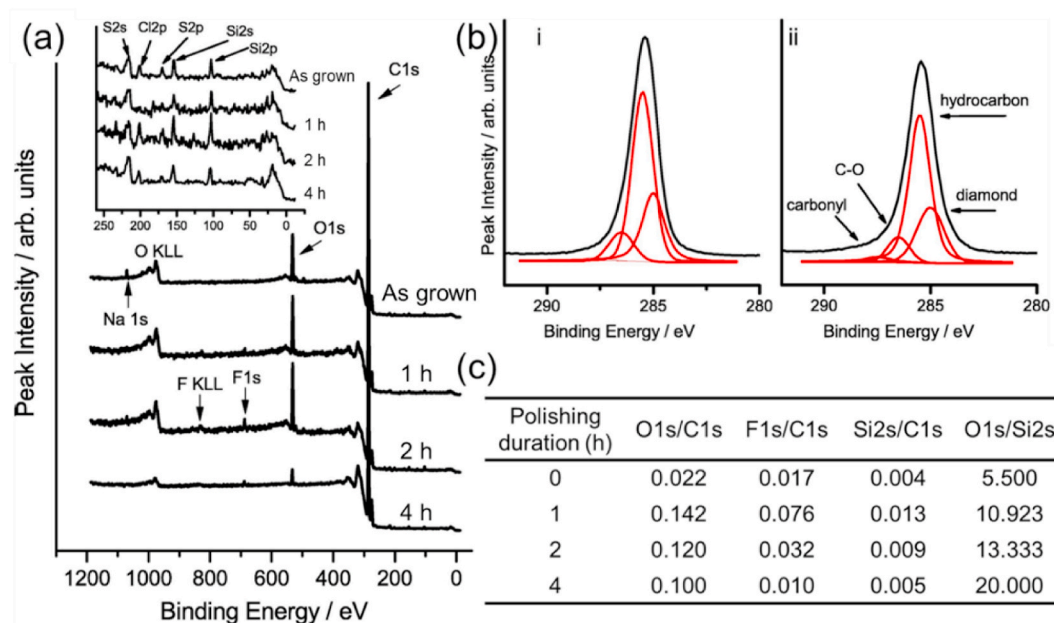 (a)
S2s
Cl2p
S2p
Si2s
Si2p
As grown
1 h
2 h
4 h
250 200 150 100 50 0
C1s
O1s
O KLL
Na 1s
As grown
1 h
F KLL
F1s
2 h
4 h
Peak Intensity / arb. units
1200 1000 800 600 400 200 0
Binding Energy / eV
(b)
i
Peak Intensity / arb. units
290 285 280
Binding Energy / eV
ii
hydrocarbon
C-O
carbonyl
diamond
290 285 280
Binding Energy / eV
(c)
Polishing duration (h) O1s/C1s F1s/C1s Si2s/C1s O1s/Si2s
0 0.022 0.017 0.004 5.500
1 0.142 0.076 0.013 10.923
2 0.120 0.032 0.009 13.333
4 0.100 0.010 0.005 20.000